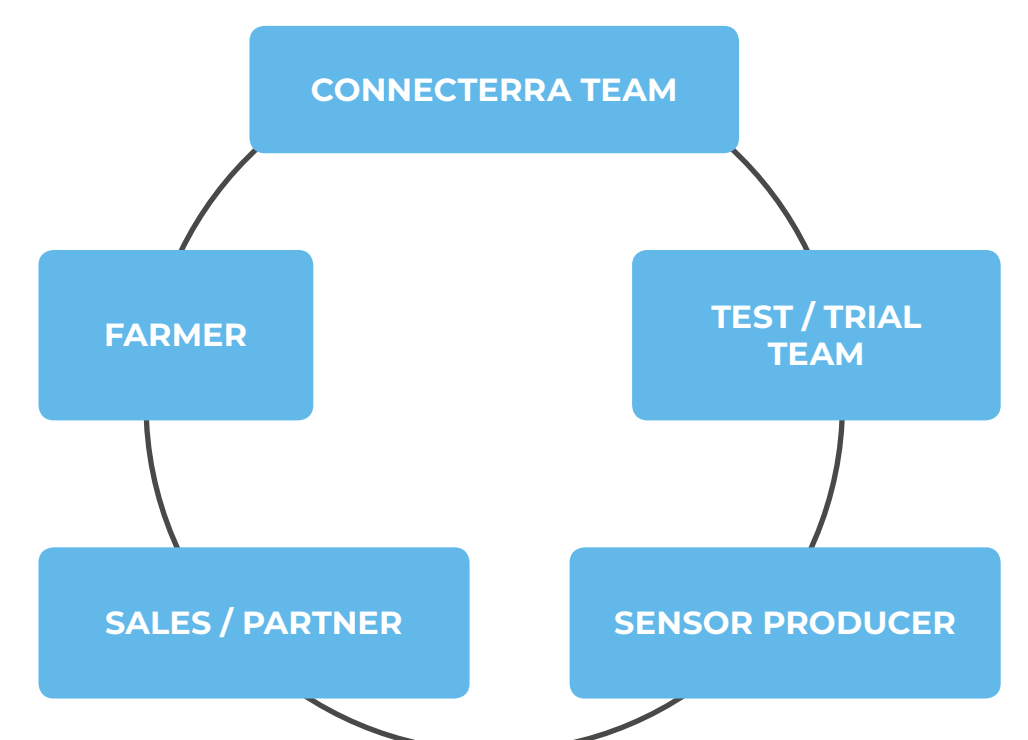 CONNECTERRA TEAM
FARMER
TEST / TRIAL
TEAM
SALES / PARTNER
SENSOR PRODUCER